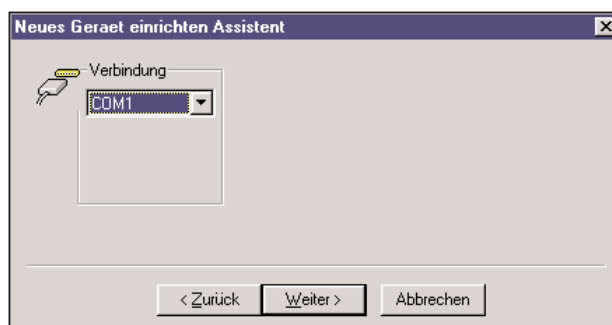 Neues Geraet einrichten Assistent
Verbindung
COM1
< Zurück Weiter > Abbrechen